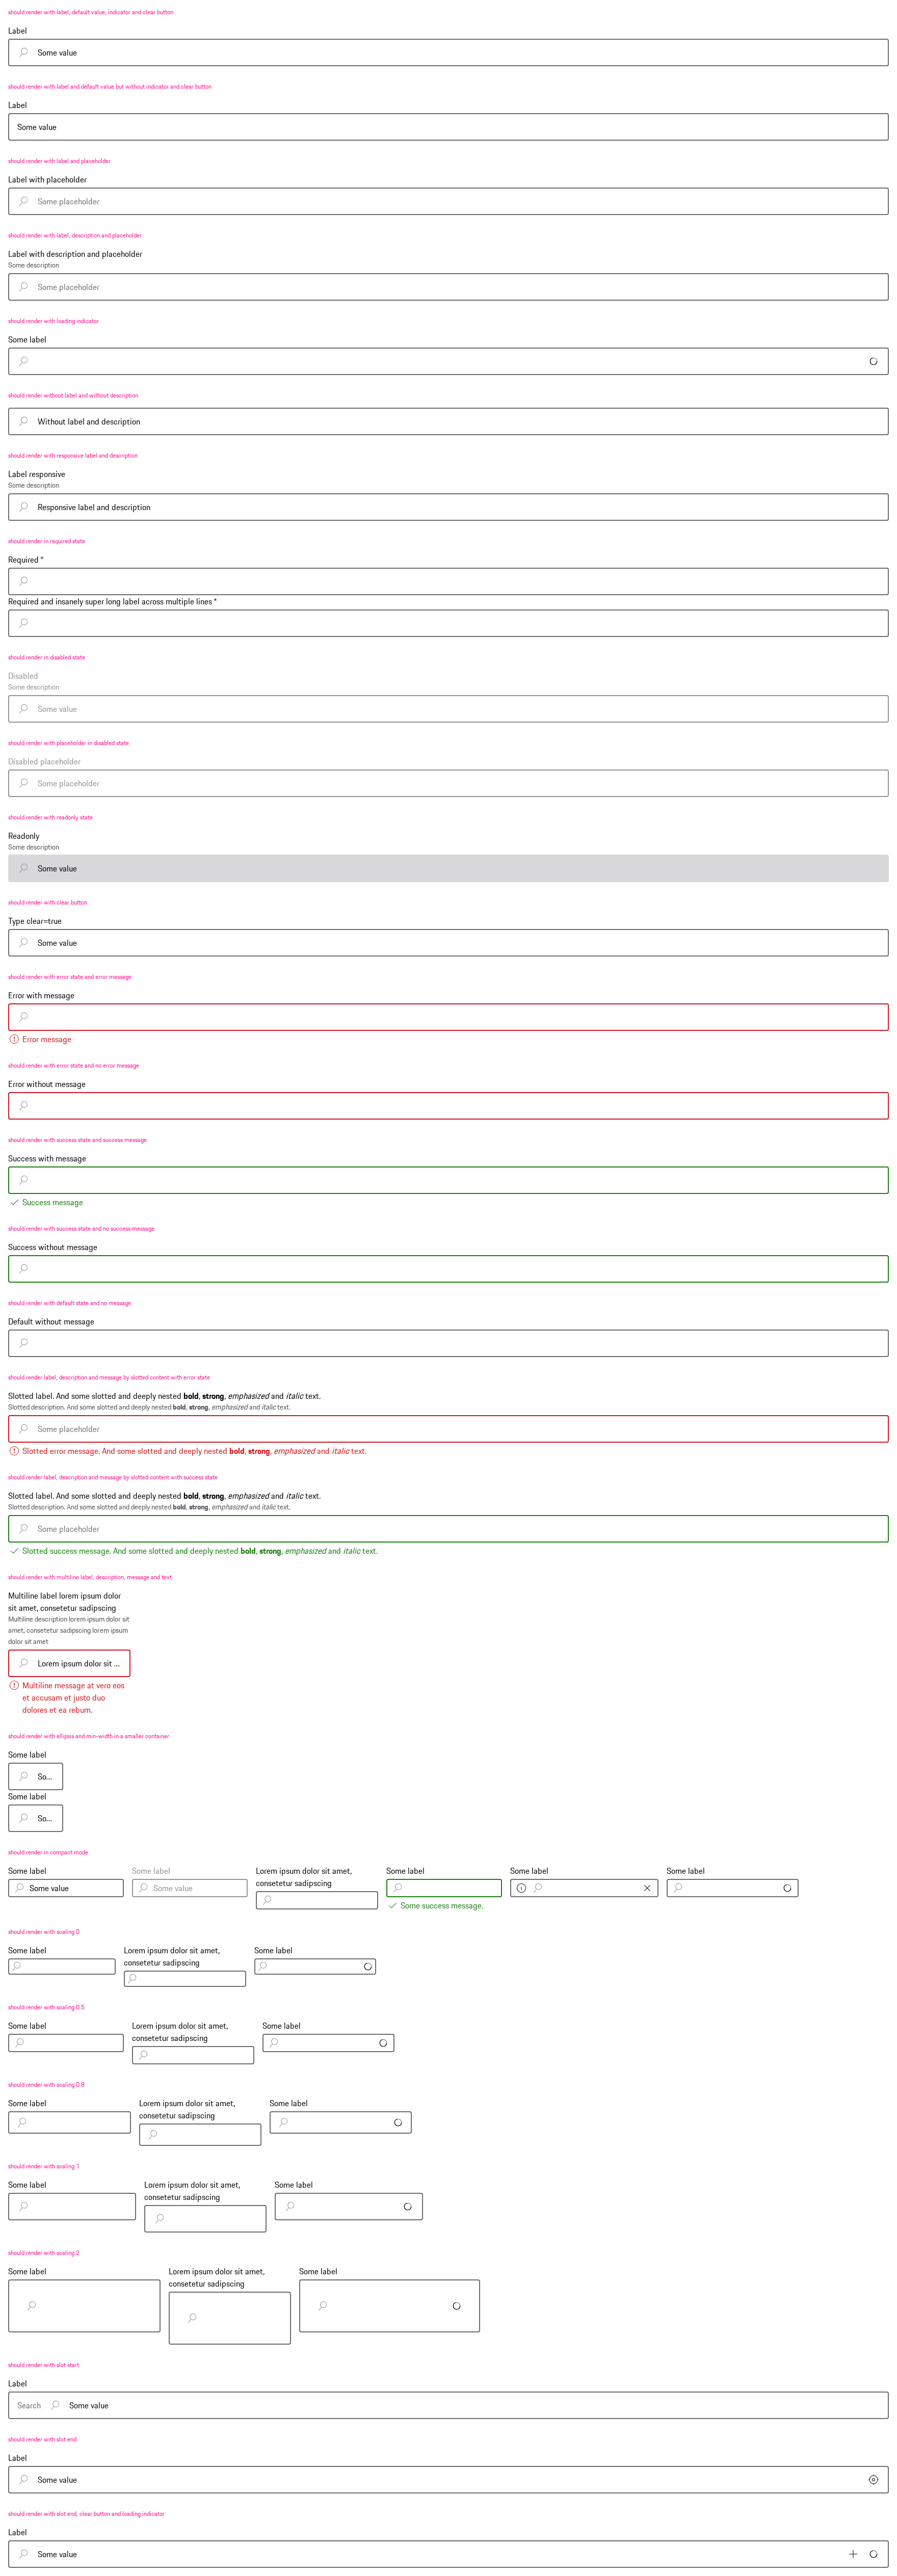 should render with label, default value, indicator and clear button
Label
Some value
should render with label and default value but without indicator and clear button
Label
Some value
should render with label and placeholder
Label with placeholder
Some placeholder
should render with label, description and placeholder
Label with description and placeholder
Some description
Some placeholder
should render with loading indicator
Some label
should render without label and without description
Without label and description
should render with responsive label and description
Label responsive
Some description
Responsive label and description
should render in required state
Required *
Required and insanely super long label across multiple lines *
should render in disabled state
Disabled
Some description
Some value
should render with placeholder in disabled state
Disabled placeholder
Some placeholder
should render with readonly state
Readonly
Some description
Some value
should render with clear button
Type clear=true
Some value
should render with error state and error message
Error with message
Error message
should render with error state and no error message
Error without message
should render with success state and success message
Success with message
Success message
should render with success state and no success message
Success without message
should render with default state and no message
Default without message
should render label, description and message by slotted content with error state
Slotted label. And some slotted and deeply nested bold, strong, emphasized and italic text.
Slotted description. And some slotted and deeply nested bold, strong, emphasized and italic text.
Some placeholder
Slotted error message. And some slotted and deeply nested bold, strong, emphasized and italic text.
should render label, description and message by slotted content with success state
Slotted label. And some slotted and deeply nested bold, strong, emphasized and italic text.
Slotted description. And some slotted and deeply nested bold, strong, emphasized and italic text.
Some placeholder
Slotted success message. And some slotted and deeply nested bold, strong, emphasized and italic text.
should render with multiline label, description, message and text
Multiline label lorem ipsum dolor
sit amet, consetetur sadipscing
Multiline description lorem ipsum dolor sit
amet, consetetur sadipscing lorem ipsum
dolor sit amet
Lorem ipsum dolor sit ...
Multiline message at vero eos
et accusam et justo duo
dolores et ea rebum.
should render with ellipsis and min-width in a smaller container
Some label
So...
Some label
So...
should render in compact mode
Some label
Some value
Some label
Some value
Lorem ipsum dolor sit amet,
consetetur sadipscing
Some label
Some success message.
Some label
Some label
should render with scaling 0
Some label
Lorem ipsum dolor sit amet,
consetetur sadipscing
Some label
should render with scaling 0.5
Some label
Lorem ipsum dolor sit amet,
consetetur sadipscing
Some label
should render with scaling 0.8
Some label
Lorem ipsum dolor sit amet,
consetetur sadipscing
Some label
should render with scaling 1
Some label
Lorem ipsum dolor sit amet,
consetetur sadipscing
Some label
should render with scaling 2
Some label
Lorem ipsum dolor sit amet,
consetetur sadipscing
Some label
should render with slot start
Label
Search Some value
should render with slot end
Label
Some value
should render with slot end, clear button and loading indicator
Label
Some value